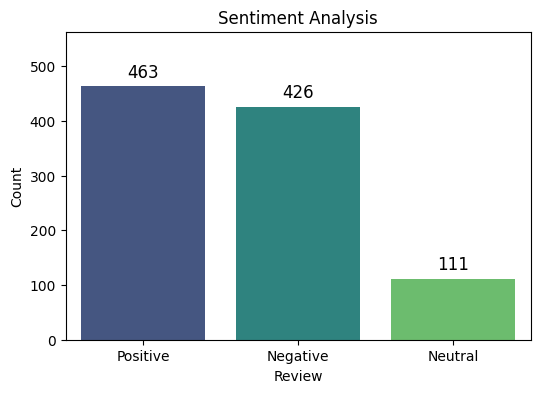 Sentiment Analysis
500
400
300
200
100
0
Count
463
426
111
Positive
Negative
Neutral
Review